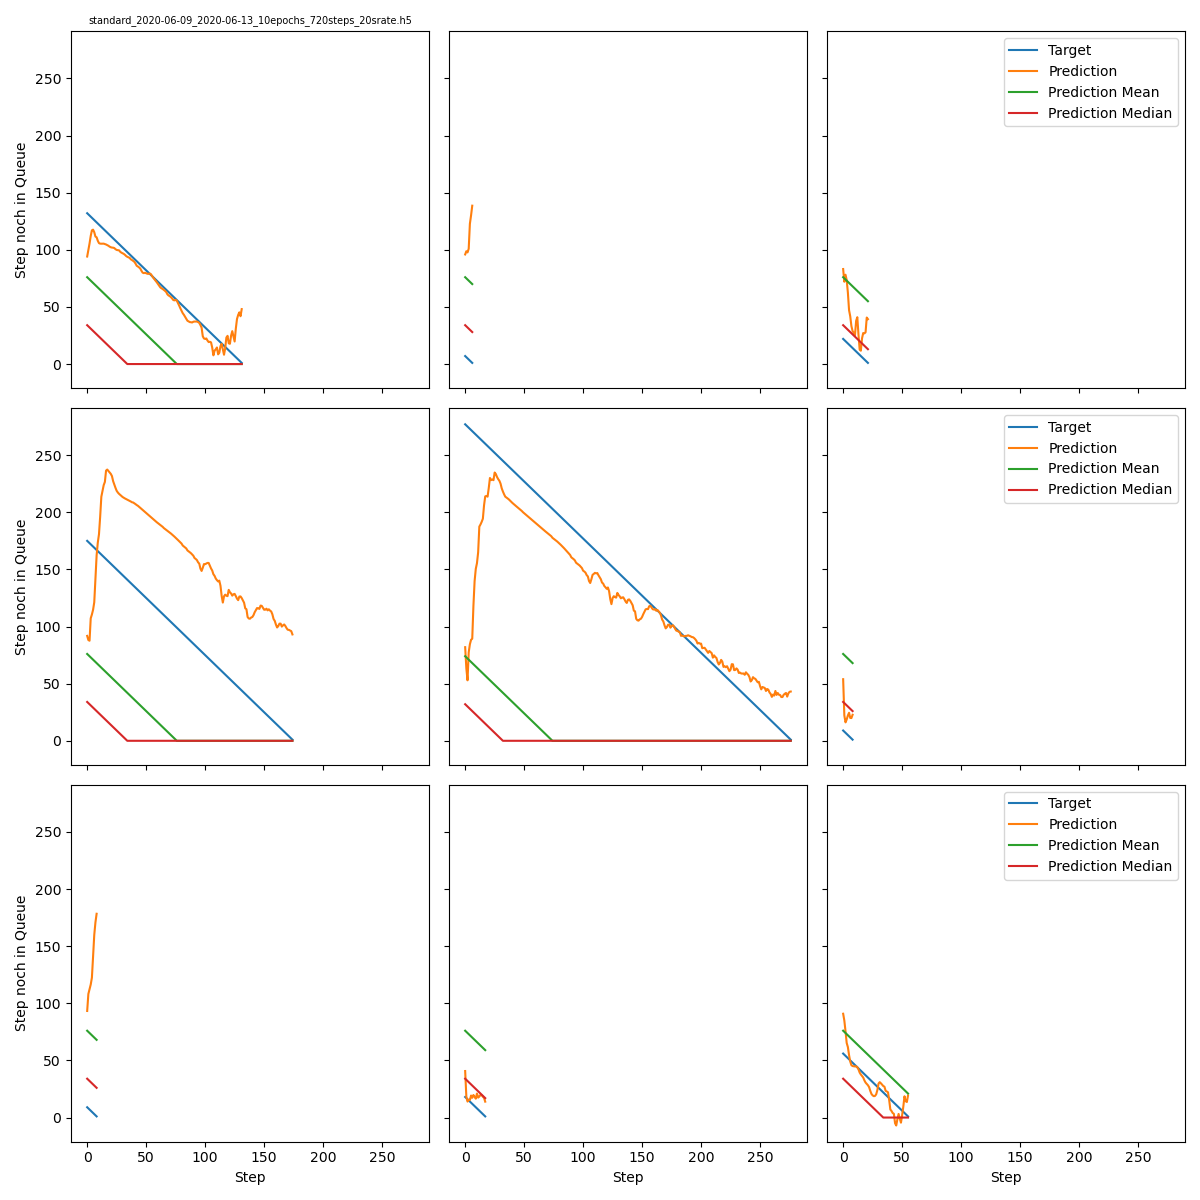 standard_2020-06-09_2020-06-13_10epochs_720steps_20srate.h5
Step noch in Queue
250
200
150
100
50
0
Target
Prediction
Prediction Mean
Prediction Median
Step noch in Queue
250
200
150
100
50
0
Target
Prediction
Prediction Mean
Prediction Median
Step noch in Queue
250
200
150
100
50
0
Target
Prediction
Prediction Mean
Prediction Median
0 50 100 150 200 250
0 50 100 150 200 250
0 50 100 150 200 250
Step
Step
Step